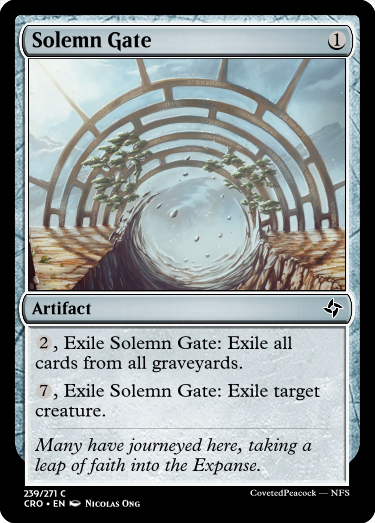 Solemn Gate 1
Artifact
2, Exile Solemn Gate: Exile all
cards from all graveyards.
7, Exile Solemn Gate: Exile target
creature.
Many have journeyed here, taking a
leap of faith into the Expanse.
239/271 C
CRO • EN Nicolas Ong
CovetedPeacock — NFS